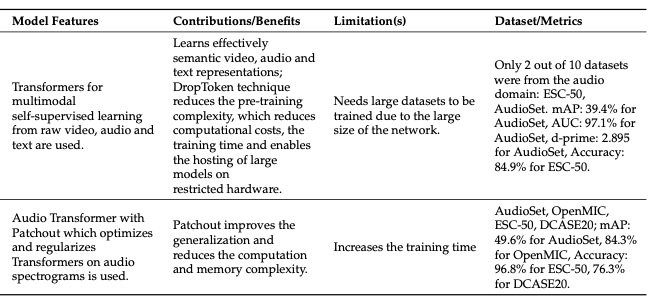 Model Features
Contributions/Benefits
Limitation(s)
Dataset/Metrics
Transformers for
multimodal
self-supervised learning
from raw video, audio and
text are used.
Learns effectively
semantic video, audio and
text representations;
DropToken technique
reduces the pre-training
complexity, which reduces
computational costs, the
training time and enables
the hosting of large
models on
restricted hardware.
Needs large datasets to be
trained due to the large
size of the network.
Only 2 out of 10 datasets
were from the audio
domain: ESC-50,
AudioSet. mAP: 39.4% for
AudioSet, AUC: 97.1% for
AudioSet, d-prime: 2.895
for AudioSet, Accuracy:
84.9% for ESC-50.
Audio Transformer with
Patchout which optimizes
and regularizes
Transformers on audio
spectrograms is used.
Patchout improves the
generalization and
reduces the computation
and memory complexity.
Increases the training time
AudioSet, OpenMIC,
ESC-50, DCASE20; mAP:
49.6% for AudioSet, 84.3%
for OpenMIC, Accuracy:
96.8% for ESC-50, 76.3%
for DCASE20.